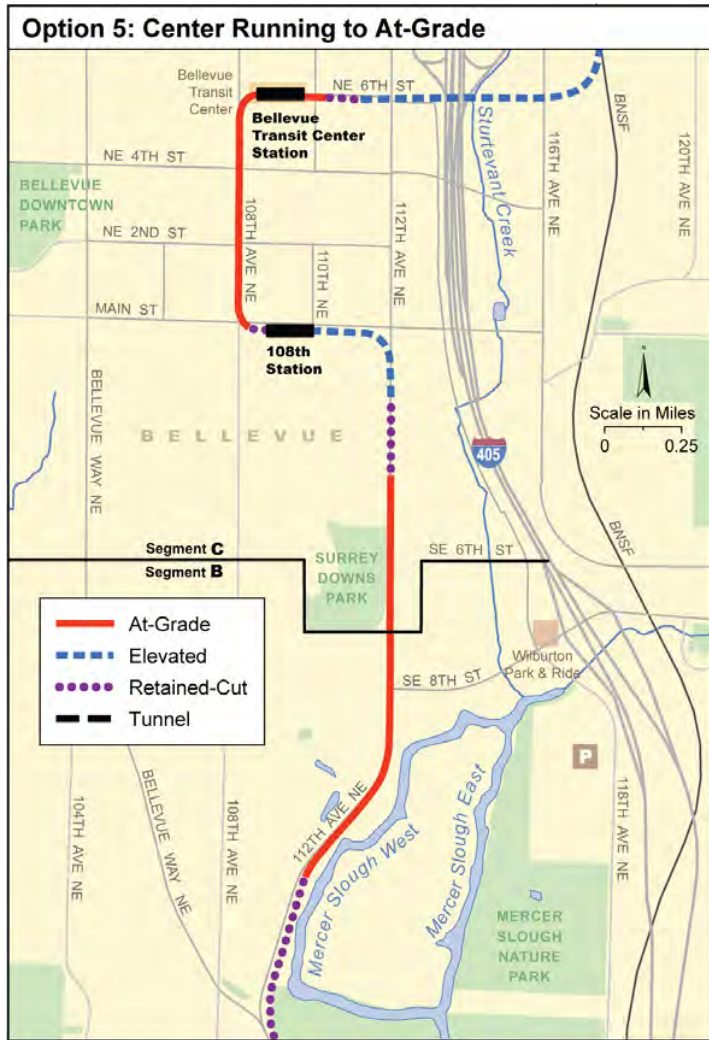 Option 5: Center Running to At-Grade
Bellevue
Transit
Center
NE 6TH ST
Bellevue
Transit Center
Station
Sturtevant Creek
116TH AVE NE
BNSF
120TH AVE NE
NE 4TH ST
BELLEVUE
DOWNTOWN
PARK
108TH AVE NE
112TH AVE NE
NE 2ND ST
110TH NE
MAIN ST
108th
Station
BELLEVUE WAY NE
Scale in Miles
0 0.25
BELLEVUE
405
BNSF
Segment C
Segment B
SURREY
DOWNS
PARK
SE 6TH ST
At-Grade
Elevated
Retained-Cut
Tunnel
Wilburton
Park & Ride
SE 8TH ST
P
104TH AVE NE
BELLEVUE WAY NE
108TH AVE NE
112TH AVE NE
Mercer Slough West
Mercer Slough East
118TH AVE NE
MERCER
SLOUGH
NATURE
PARK